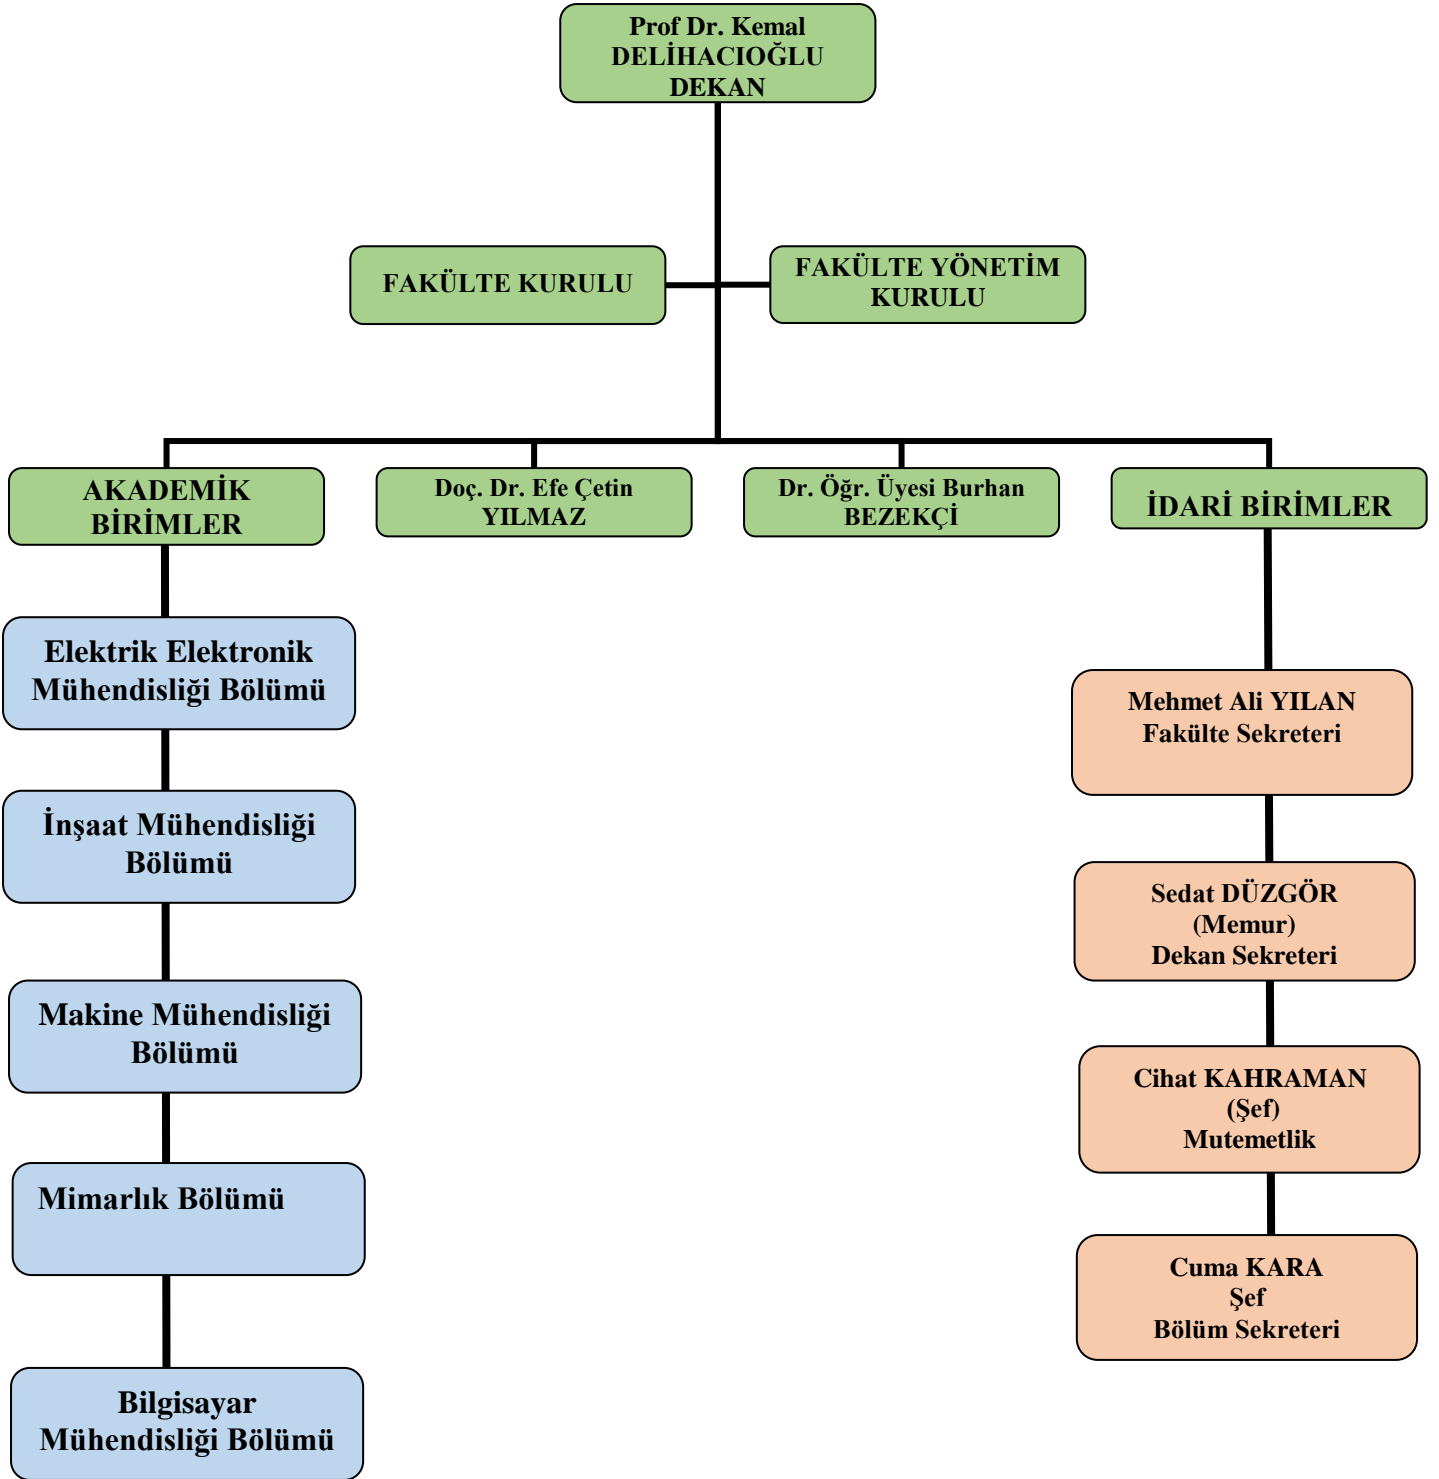 Prof Dr. Kemal
DELİHACIOĞLU
DEKAN
FAKÜLTE KURULU
FAKÜLTE YÖNETİM
KURULU
AKADEMİK
BİRİMLER
Doç. Dr. Efe Çetin
YILMAZ
Dr. Öğr. Üyesi Burhan
BEZEKÇİ
İDARİ BİRİMLER
Elektrik Elektronik
Mühendisliği Bölümü
İnşaat Mühendisliği
Bölümü
Makine Mühendisliği
Bölümü
Mimarlık Bölümü
Bilgisayar
Mühendisliği Bölümü
Mehmet Ali YILAN
Fakülte Sekreteri
Sedat DÜZGÖR
(Memur)
Dekan Sekreteri
Cihat KAHRAMAN
(Şef)
Mutemetlik
Cuma KARA
Şef
Bölüm Sekreteri